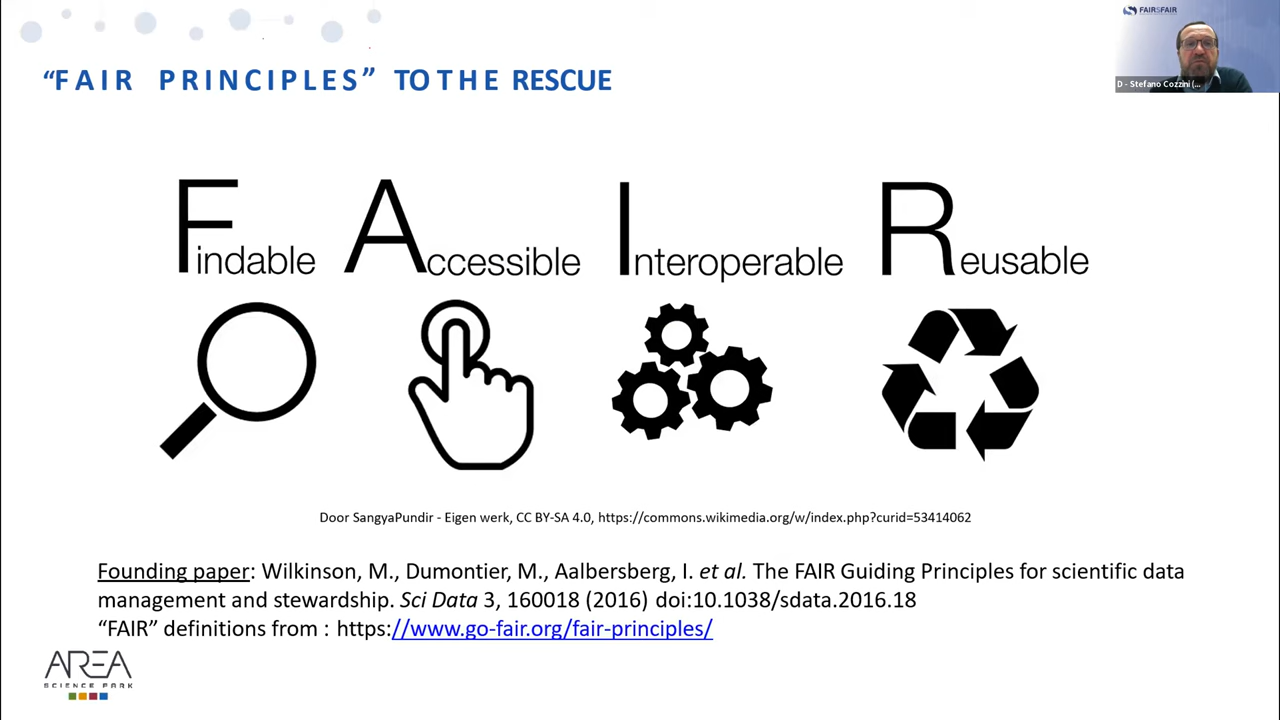 FAIRsFAIR
D - Stefano Cozzini (...
“FAIR PRINCIPLES” TO THE RESCUE
Findable Accessible Interoperable Reusable
Door SangyaPundir - Eigen werk, CC BY-SA 4.0, https://commons.wikimedia.org/w/index.php?curid=53414062
Founding paper: Wilkinson, M., Dumontier, M., Aalbersberg, I. et al. The FAIR Guiding Principles for scientific data
management and stewardship. Sci Data 3, 160018 (2016) doi:10.1038/sdata.2016.18
“FAIR” definitions from : https://www.go-fair.org/fair-principles/
AREA
SCIENCE PARK